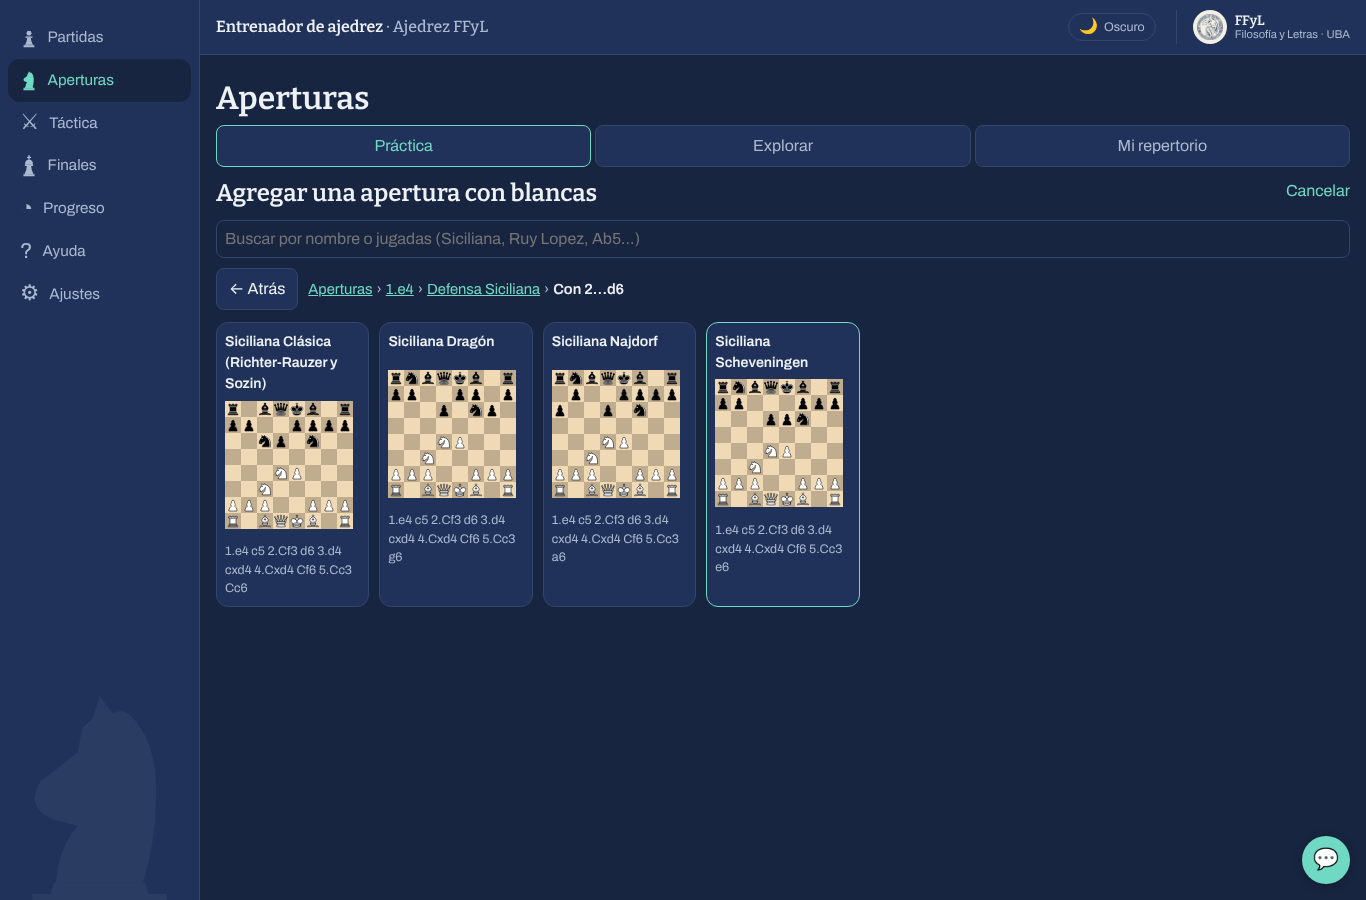 Partidas
Aperturas
Táctica
Finales
Progreso
? Ayuda
Ajustes
Entrenador de ajedrez · Ajedrez FFyL
Oscuro
FFyL
Filosofía y Letras · UBA
Aperturas
Práctica
Explorar
Mi repertorio
Agregar una apertura con blancas
Cancelar
Buscar por nombre o jugadas (Siciliana, Ruy Lopez, Ab5...)
← Atrás
Aperturas › 1.e4 › Defensa Siciliana › Con 2...d6
Siciliana Clásica
(Richter-Rauzer y
Sozin)
1.e4 c5 2.Cf3 d6 3.d4
cxd4 4.Cxd4 Cf6 5.Cc3
Cc6
Siciliana Dragón
1.e4 c5 2.Cf3 d6 3.d4
cxd4 4.Cxd4 Cf6 5.Cc3
g6
Siciliana Najdorf
1.e4 c5 2.Cf3 d6 3.d4
cxd4 4.Cxd4 Cf6 5.Cc3
a6
Siciliana
Scheveningen
1.e4 c5 2.Cf3 d6 3.d4
cxd4 4.Cxd4 Cf6 5.Cc3
e6